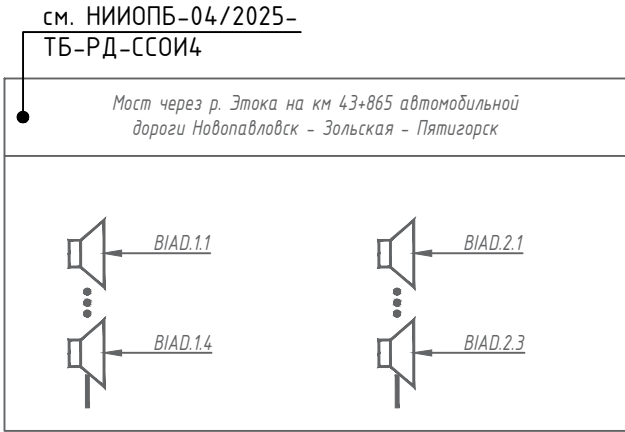 см. НИИОПБ-04/2025-
ТБ-РД-ССОИ4
Мост через р. Этока на км 43+865 автомобильной
дороги Новопавловск - Зольская - Пятигорск
BIAD.1.1
BIAD.2.1
BIAD.1.4
BIAD.2.3